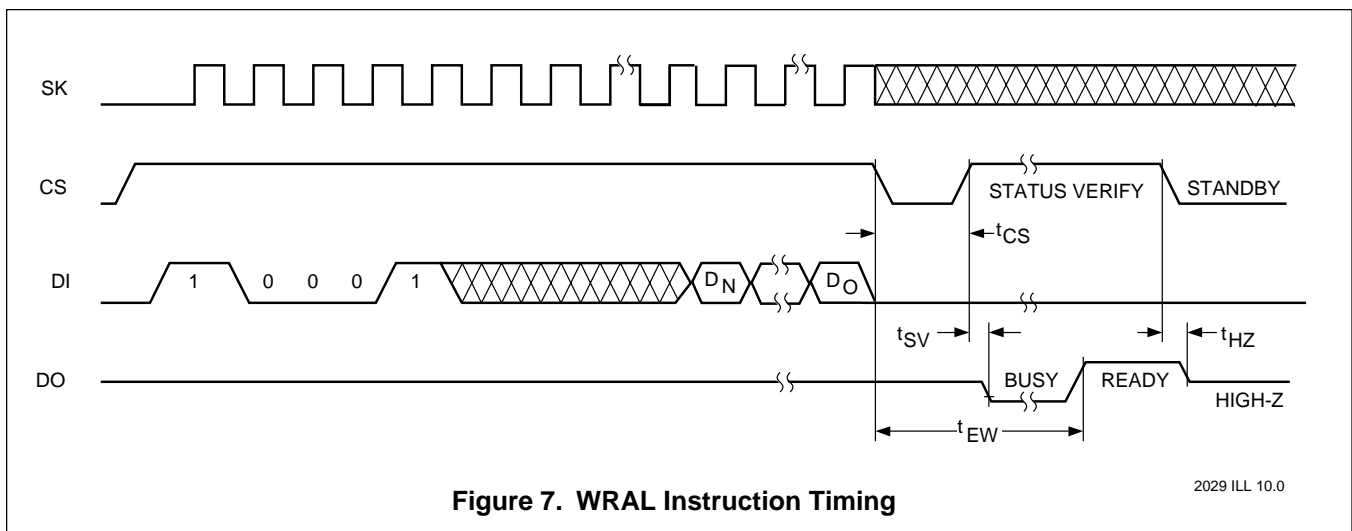 SK
CS
STATUS VERIFY
STANDBY
tCS
DI
1 0 0 0 1
DN
DO
tSV
tHZ
DO
BUSY
READY
HIGH-Z
tEW
2029 ILL 10.0
Figure 7. WRAL Instruction Timing